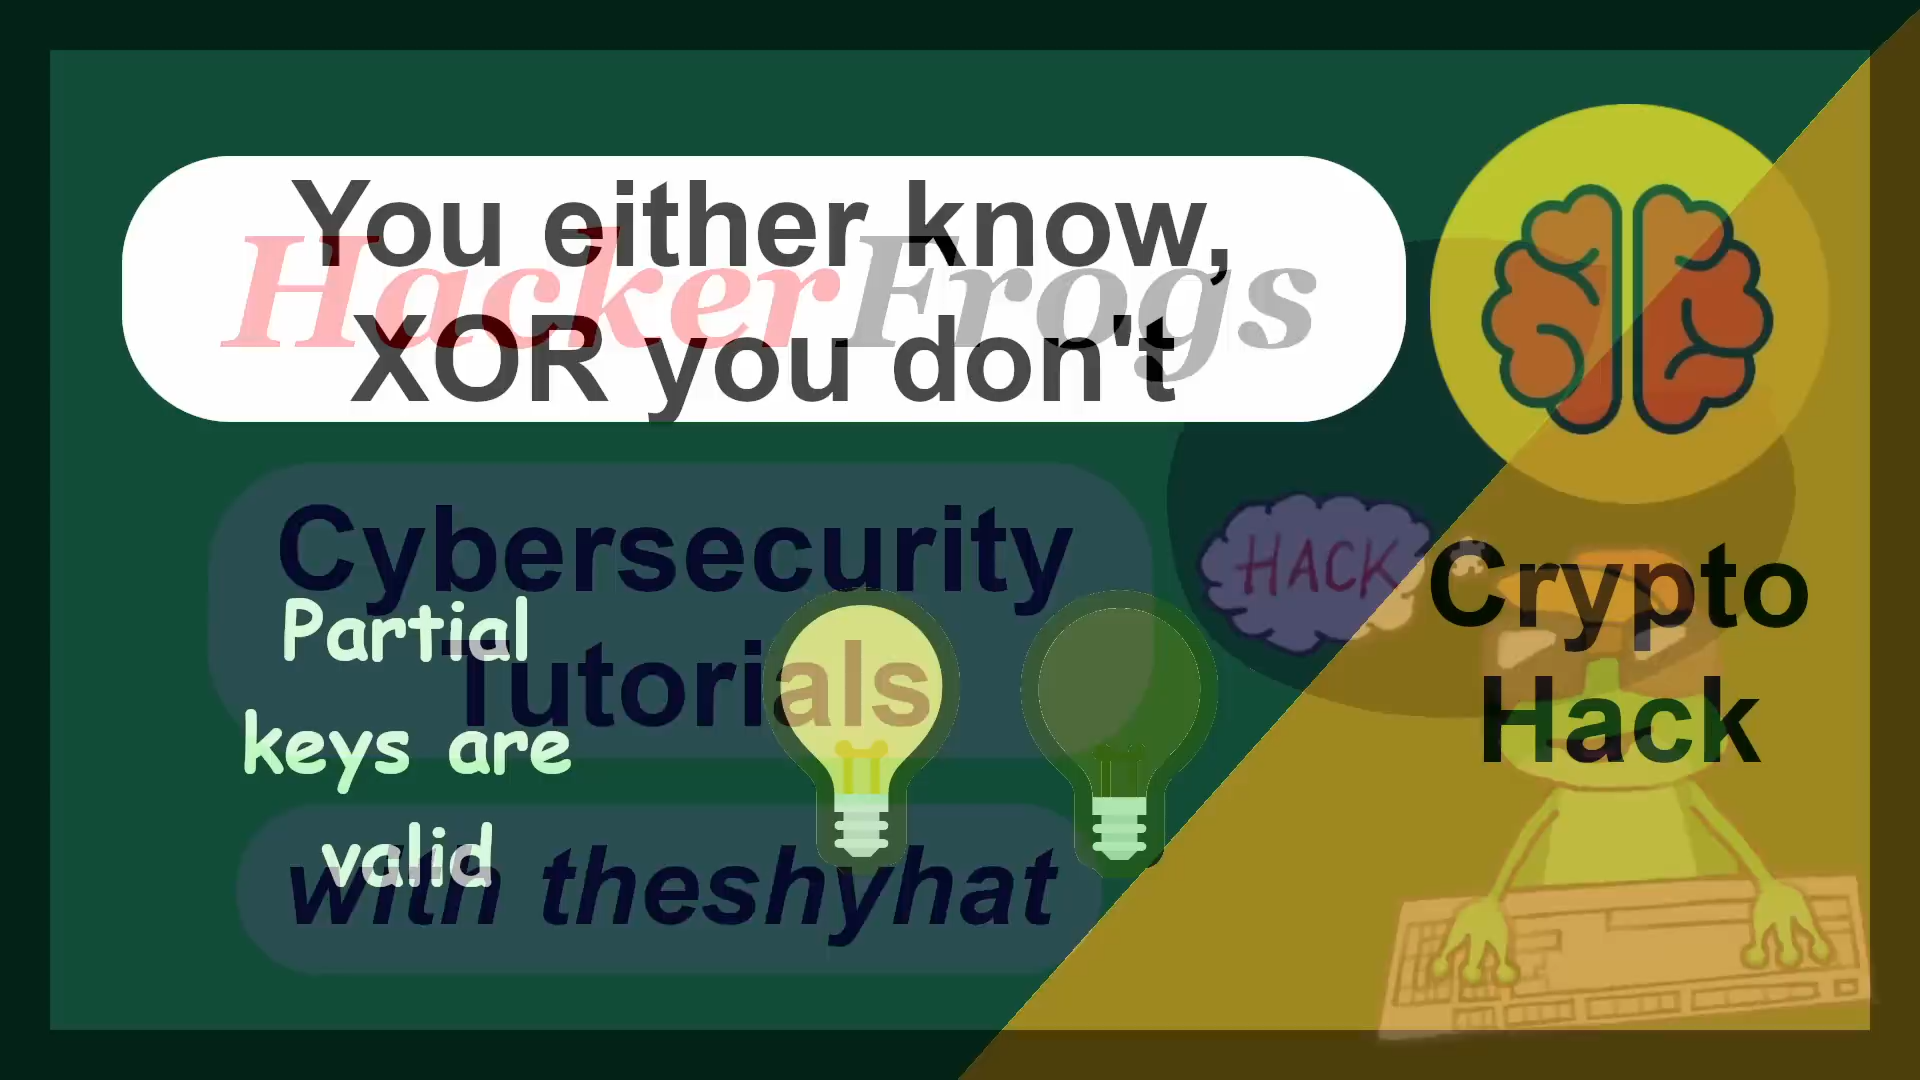 You either know,
HackerFrogs
XOR you don't
Cybersecurity
Tutorials
with theshyhat
Partial
keys are
valid
HACK
Crypto
Hack